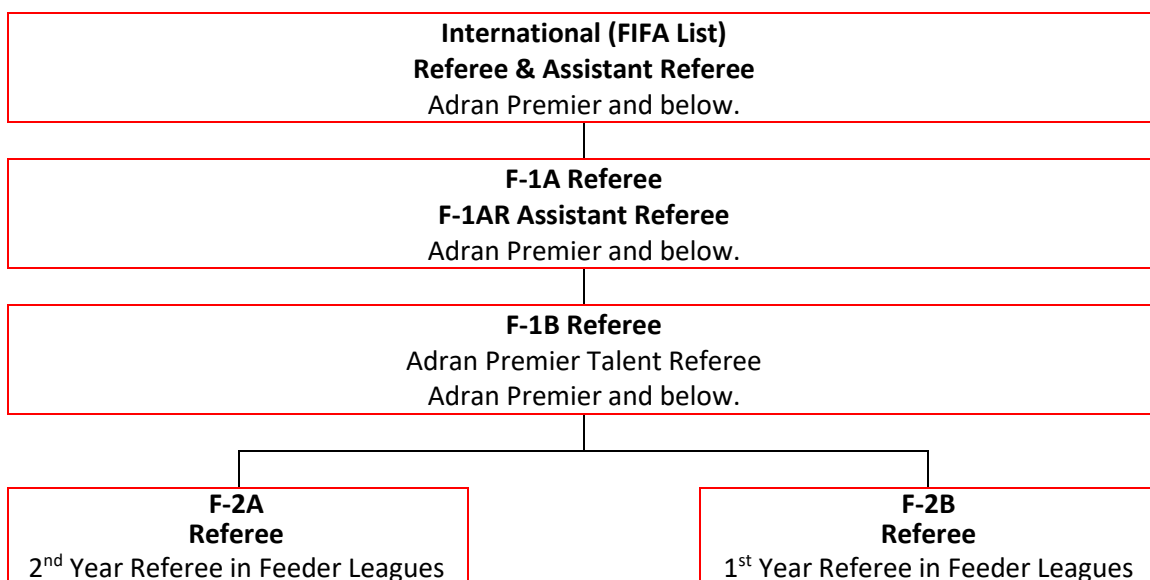 International (FIFA List)
Referee & Assistant Referee
Adran Premier and below.
F-1A Referee
F-1AR Assistant Referee
Adran Premier and below.
F-1B Referee
Adran Premier Talent Referee
Adran Premier and below.
F-2A
Referee
2nd Year Referee in Feeder Leagues
F-2B
Referee
1st Year Referee in Feeder Leagues